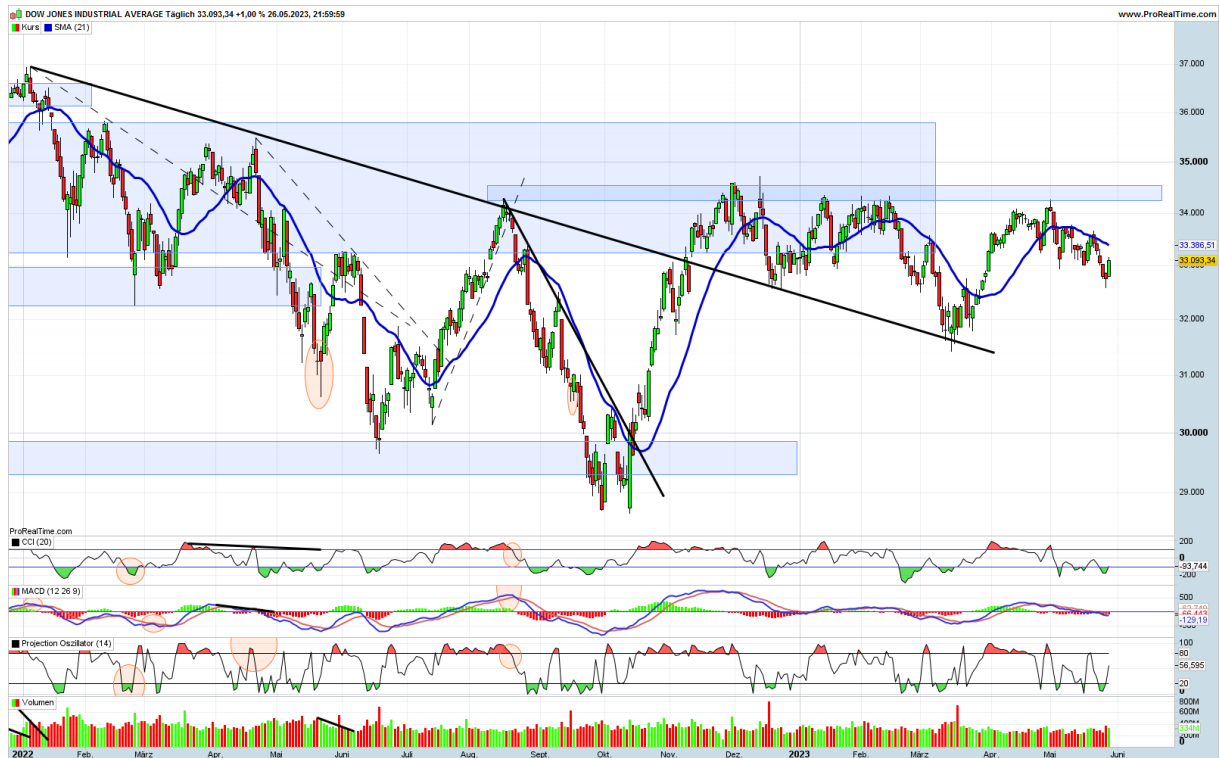 DOW JONES INDUSTRIAL AVERAGE Täglich 33.093,34 +1,00 % 26.05.2023, 21:59:59
www.ProRealTime.com
Kurs SMA (21)
37.000
36.000
35.000
34.000
33.386,51
33.093,34
32.000
31.000
30.000
29.000
ProRealTime.com
CCI (20)
200
0
-93,744
-200
MACD (12 26 9)
500
-129,19
Projection Oszillator (14)
100
80
56,595
20
0
Volumen
800M
600M
400M
334M
200M
0
2022 Feb. März Apr. Mai Juni Juli Aug Sept. Okt. Nov. Dez. 2023 Feb. März Apr. Mai Juni